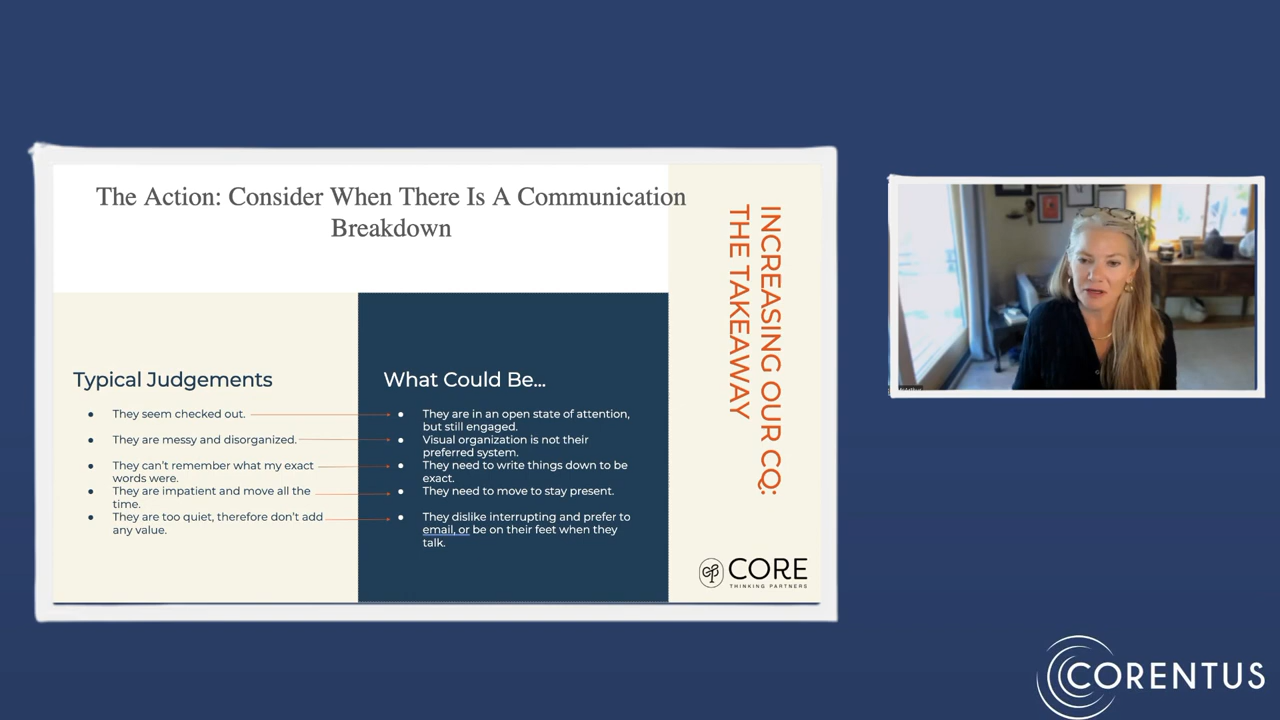 The Action: Consider When There Is A Communication
Breakdown
Typical Judgements
They seem checked out.
They are messy and disorganized.
They can't remember what my exact
words were.
They are impatient and move all the
time.
They are too quiet, therefore don't add
any value.
What Could Be...
They are in an open state of attention,
but still engaged.
Visual organization is not their
preferred system.
They need to write things down to be
exact.
They need to move to stay present.
They dislike interrupting and prefer to
email, or be on their feet when they
talk.
INCREASING OUR CQ:
THE TAKEAWAY
CORE
THINKING PARTNERS
CORENTUS